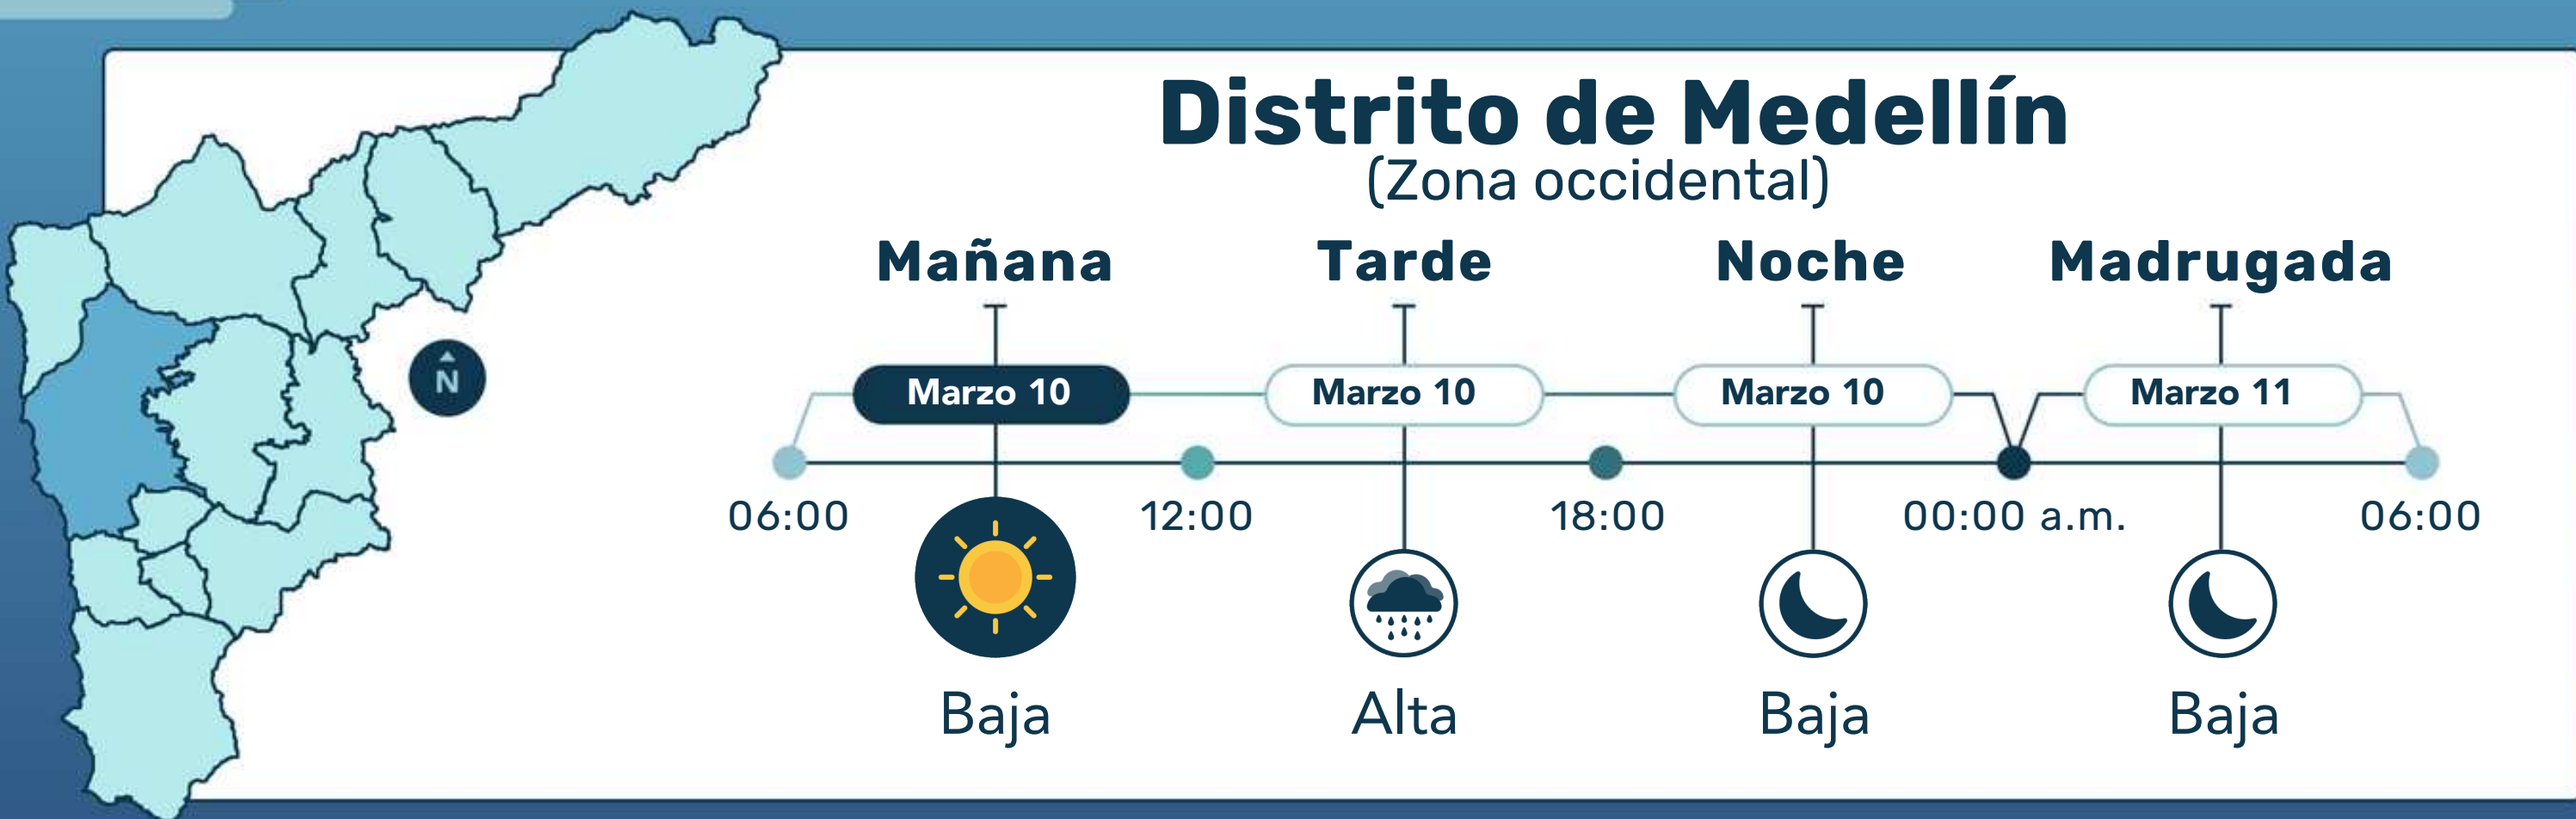 Distrito de Medellín
(Zona occidental)
Mañana Tarde Noche Madrugada
N
Marzo 10 Marzo 10 Marzo 10 Marzo 11
06:00 12:00 18:00 00:00 a.m. 06:00
Baja Alta Baja Baja